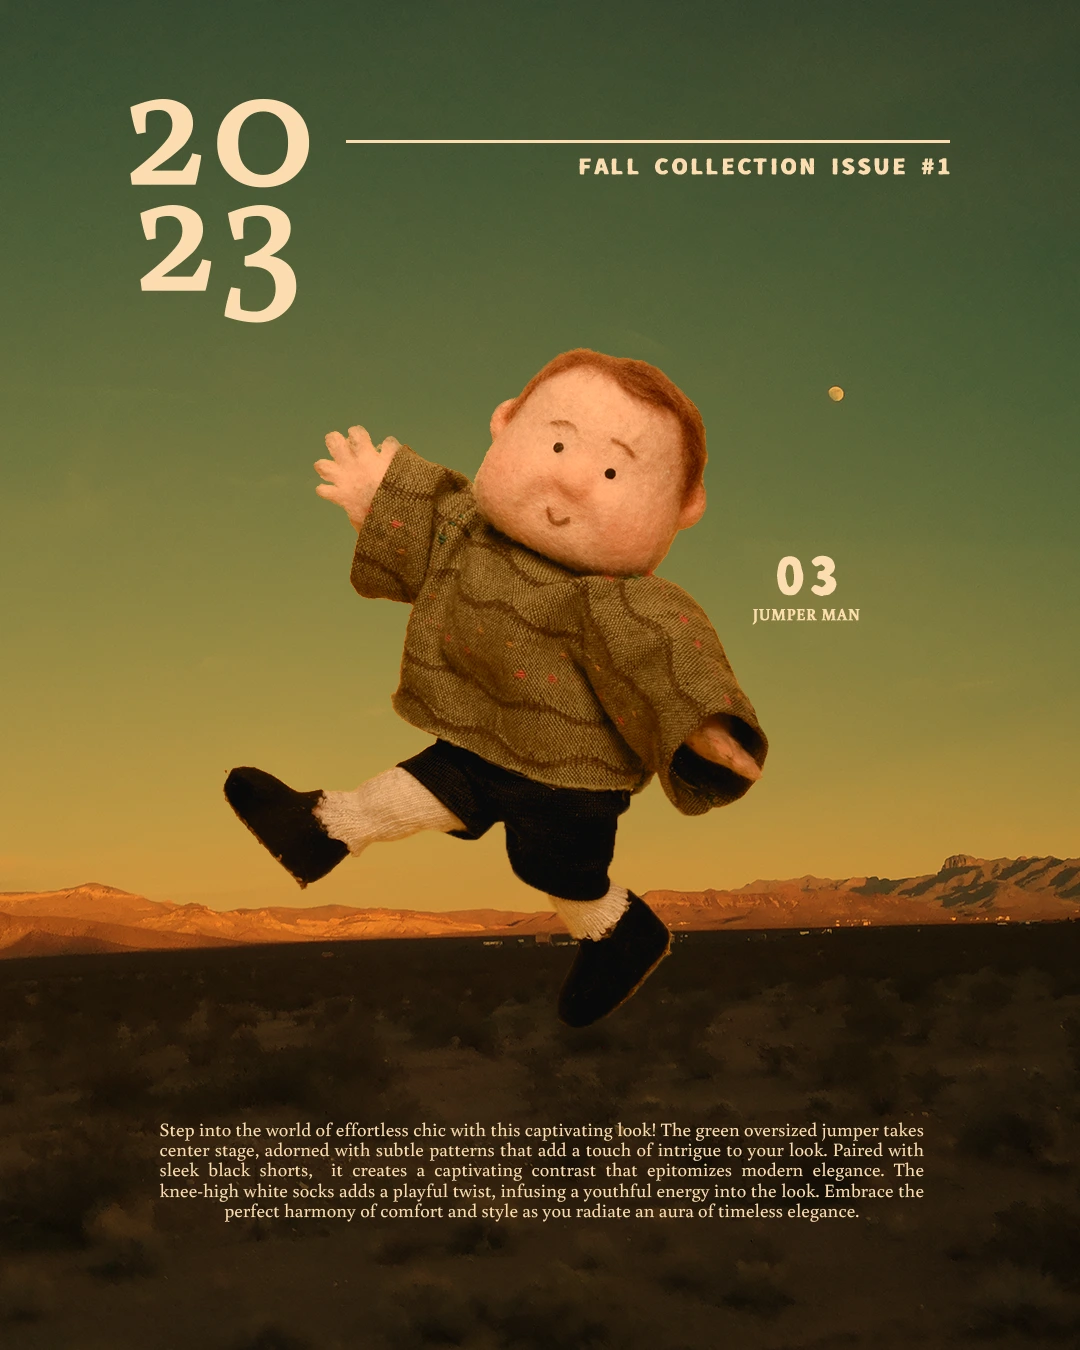 20
23
FALL COLLECTION ISSUE #1
03
JUMPER MAN
Step into the world of effortless chic with this captivating look! The green oversized jumper takes
center stage, adorned with subtle patterns that add a touch of intrigue to your look. Paired with
sleek black shorts, it creates a captivating contrast that epitomizes modern elegance. The
knee-high white socks adds a playful twist, infusing a youthful energy into the look. Embrace the
perfect harmony of comfort and style as you radiate an aura of timeless elegance.